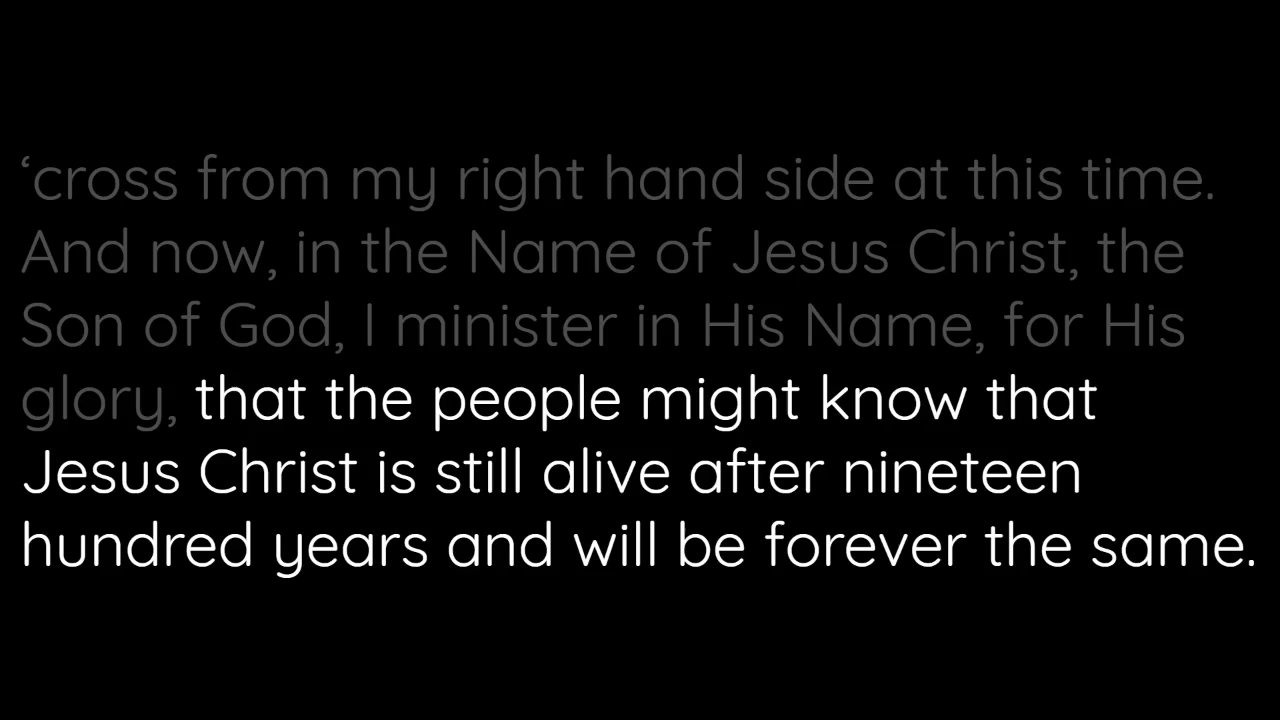 ‘cross from my right hand side at this time.
And now, in the Name of Jesus Christ, the
Son of God, I minister in His Name, for His
glory, that the people might know that
Jesus Christ is still alive after nineteen
hundred years and will be forever the same.